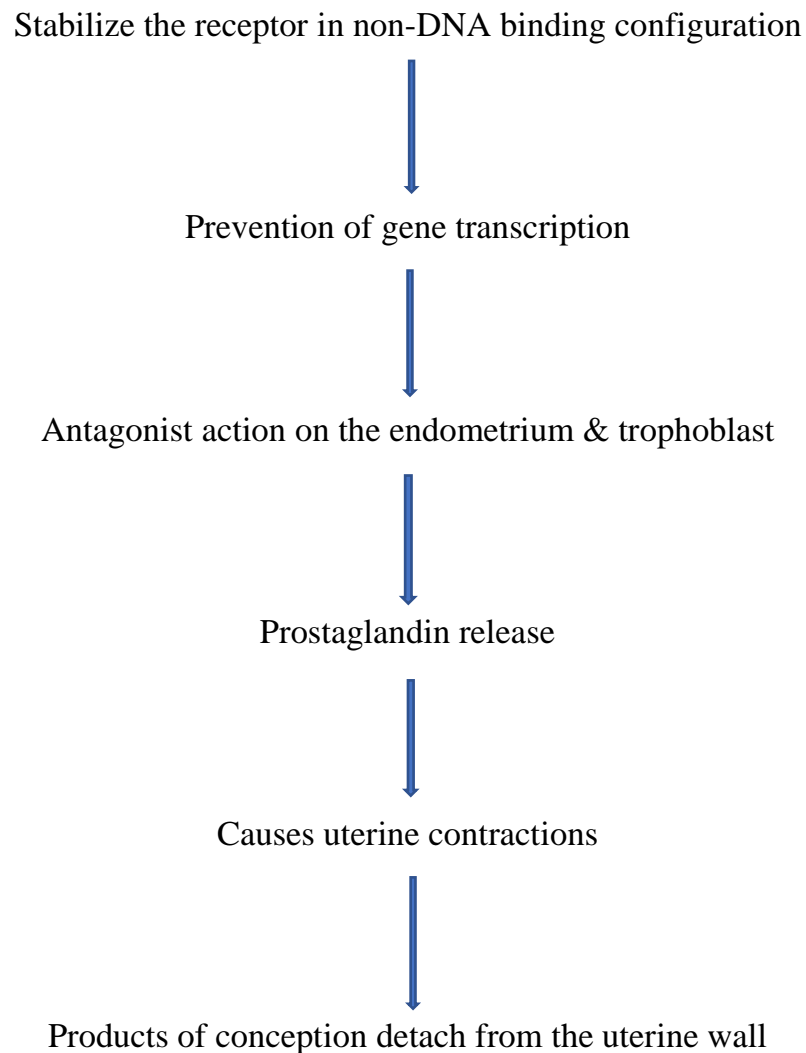 Stabilize the receptor in non-DNA binding configuration
Prevention of gene transcription
Antagonist action on the endometrium & trophoblast
Prostaglandin release
Causes uterine contractions
Products of conception detach from the uterine wall